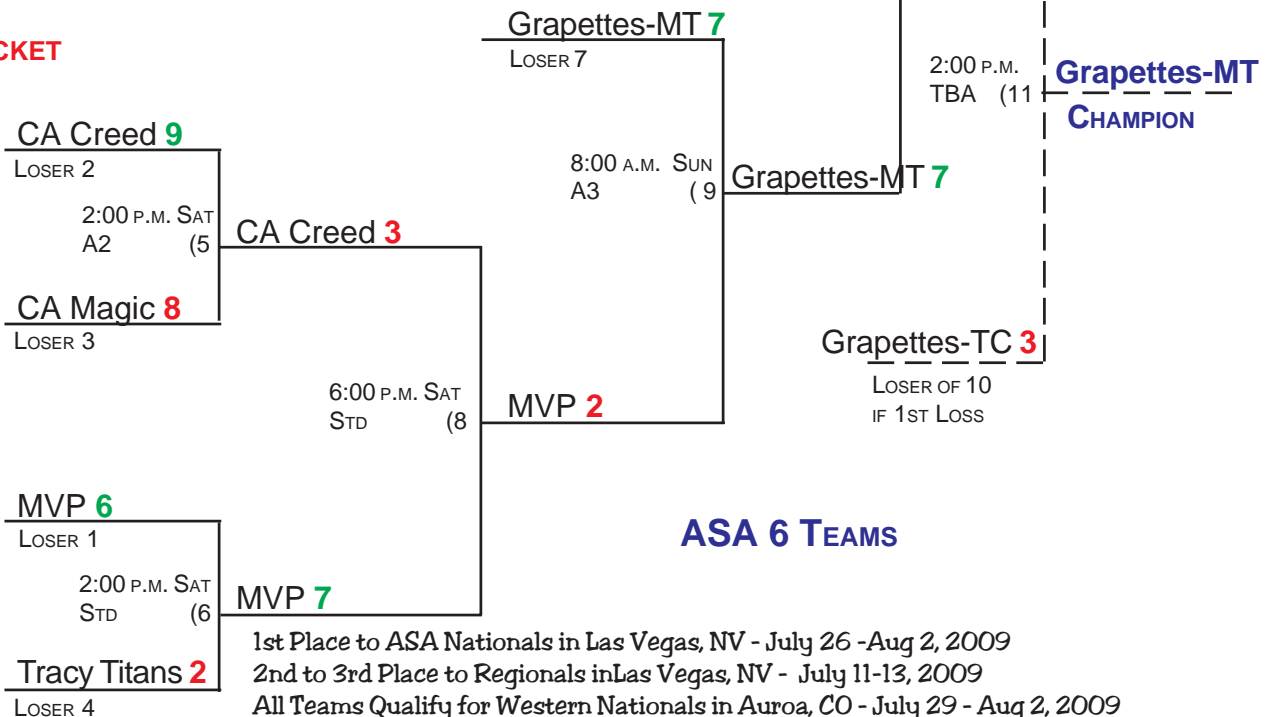 CKET
Grapettes-MT 7
LOSER 7
2:00 P.M.
TBA (11
Grapettes-MT
CHAMPION
CA Creed 9
LOSER 2
2:00 P.M. SAT
A2 (5
CA Creed 3
CA Magic 8
LOSER 3
8:00 A.M. SUN
A3 ( 9
Grapettes-MT 7
Grapettes-TC 3
LOSER OF 10
IF 1ST LOSS
6:00 P.M. SAT
STD (8
MVP 2
MVP 6
LOSER 1
2:00 P.M. SAT
STD (6
MVP 7
Tracy Titans 2
LOSER 4
ASA 6 TEAMS
1st Place to ASA Nationals in Las Vegas, NV - July 26 -Aug 2, 2009
2nd to 3rd Place to Regionals inLas Vegas, NV - July 11-13, 2009
All Teams Qualify for Western Nationals in Auroa, CO - July 29 - Aug 2, 2009